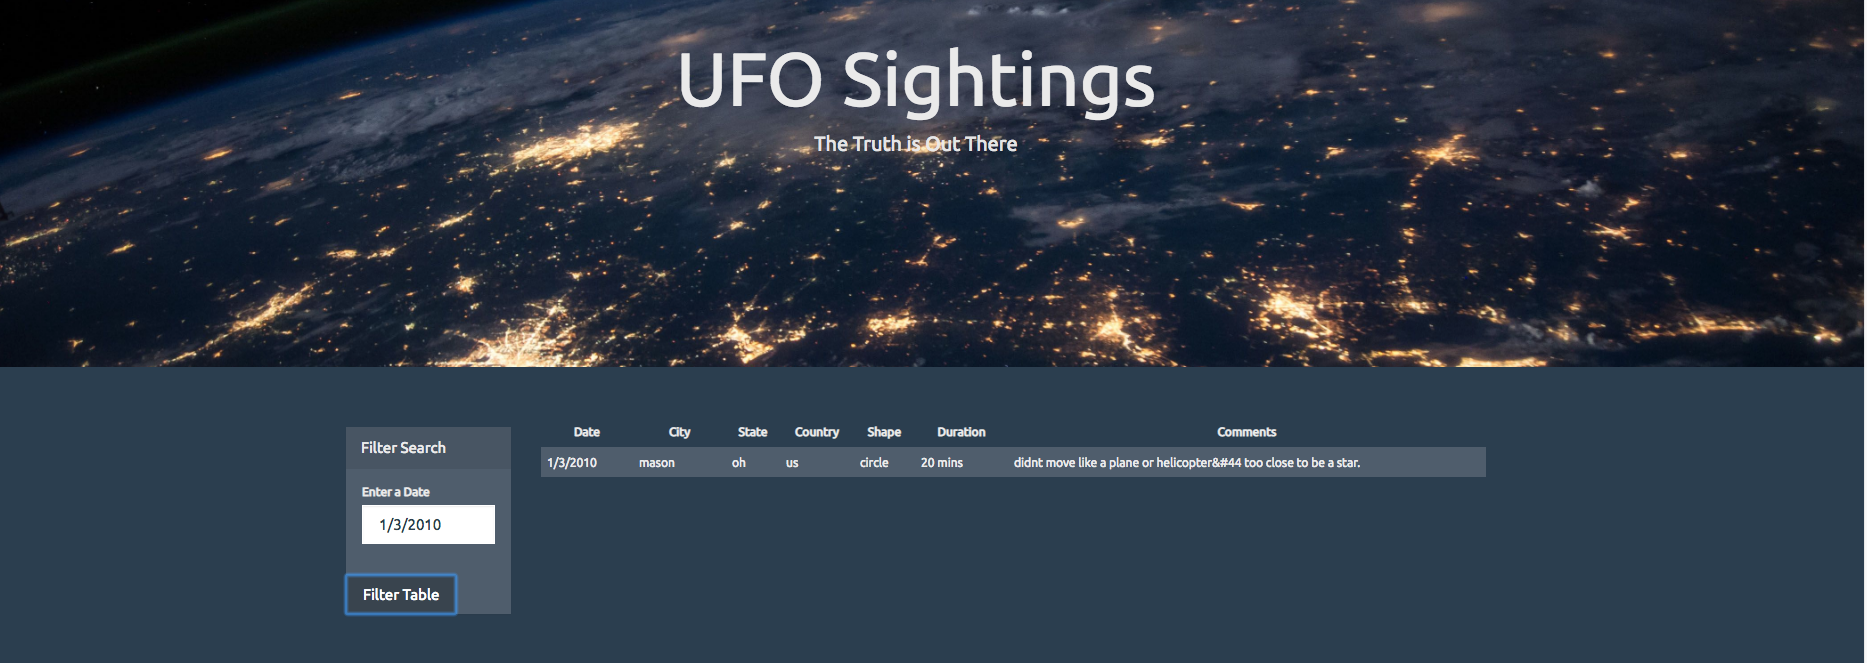 UFO Sightings
The Truth is Out There
Filter Search
Enter a Date
1/3/2010
Filter Table
Date City State Country Shape Duration Comments
1/3/2010 mason oh us circle 20 mins didnt move like a plane or helicopter&#44 too close to be a star.